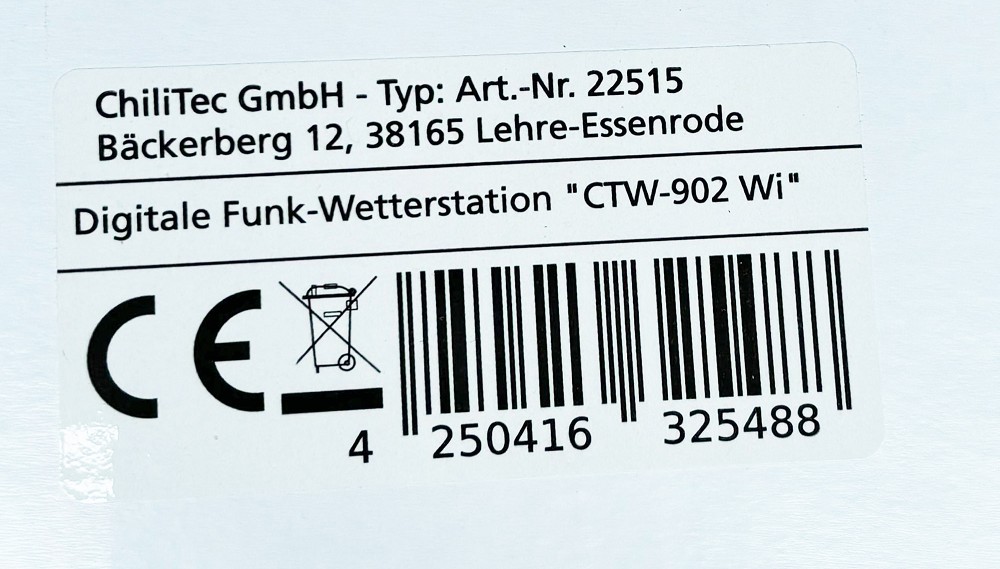 ChiliTec GmbH - Typ: Art.-Nr. 22515
Bäckerberg 12, 38165 Lehre-Essenrode
Digitale Funk-Wetterstation "CTW-902 Wi"
CE
4 250416 325488